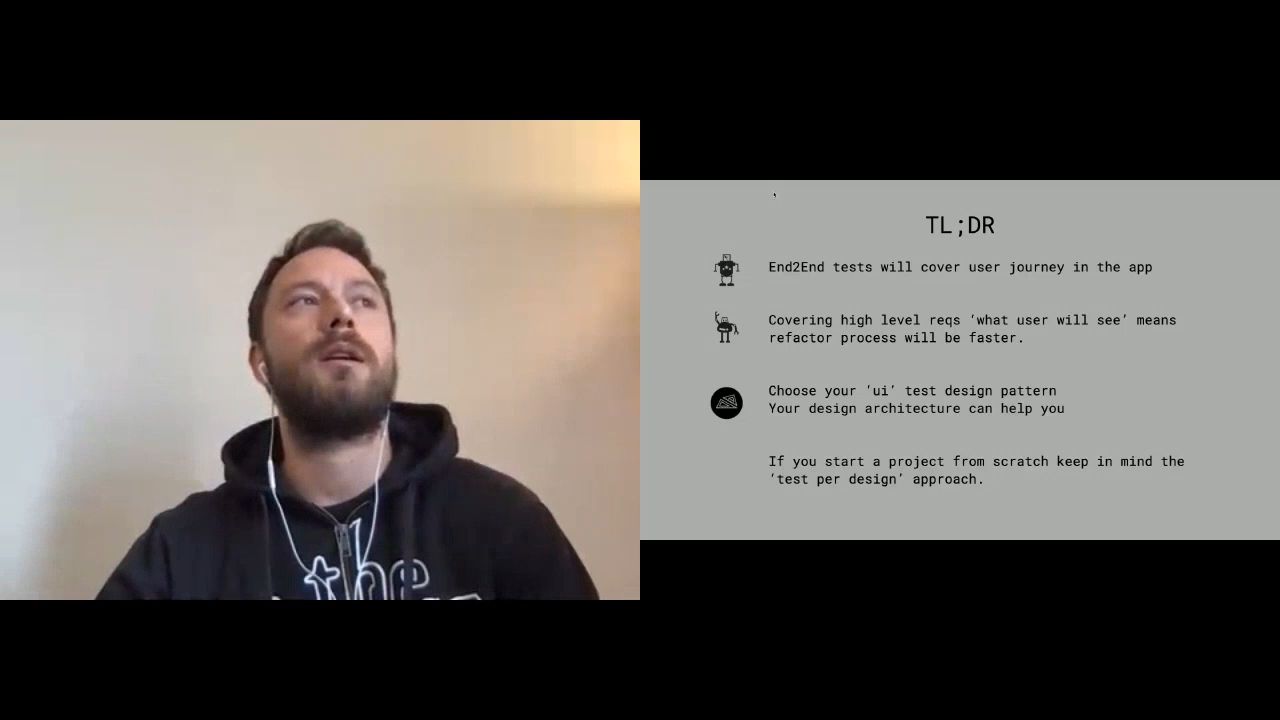 TL;DR
End2End tests will cover user journey in the app
Covering high level reqs ‘what user will see’ means
refactor process will be faster.
Choose your ‘ui’ test design pattern
Your design architecture can help you
If you start a project from scratch keep in mind the
‘test per design’ approach.
the